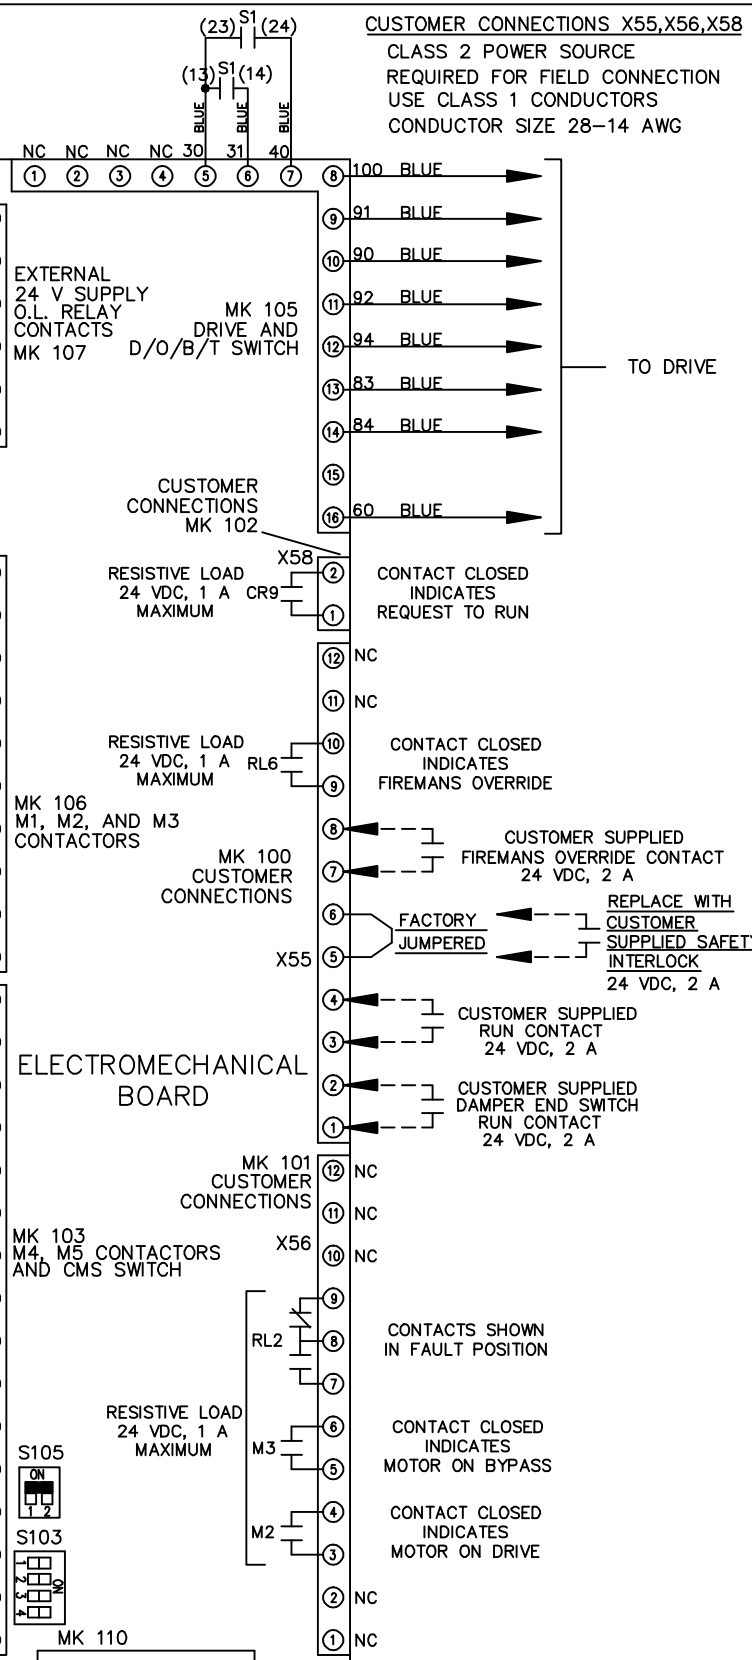 CUSTOMER CONNECTIONS X55,X56,X58
CLASS 2 POWER SOURCE
REQUIRED FOR FIELD CONNECTION
USE CLASS 1 CONDUCTORS
CONDUCTOR SIZE 28-14 AWG
(23) S1 (24)
(13) S1 (14)
BLUE BLUE BLUE
NC NC NC NC 30 31 40
1 2 3 4 5 6 7 8 100 BLUE
9 91 BLUE
10 90 BLUE
11 92 BLUE
12 94 BLUE
13 83 BLUE
14 84 BLUE
15
16 60 BLUE
TO DRIVE
EXTERNAL
24 V SUPPLY
O.L. RELAY
CONTACTS
MK 107
MK 105
DRIVE AND
D/O/B/T SWITCH
CUSTOMER
CONNECTIONS
MK 102
X58
RESISTIVE LOAD
24 VDC, 1 A
MAXIMUM
CR9
2
1
CONTACT CLOSED
INDICATES
REQUEST TO RUN
12 NC
11 NC
RESISTIVE LOAD
24 VDC, 1 A
MAXIMUM
RL6
10
9
CONTACT CLOSED
INDICATES
FIREMANS OVERRIDE
MK 106
M1, M2, AND M3
CONTACTORS
MK 100
CUSTOMER
CONNECTIONS
8
7
CUSTOMER SUPPLIED
FIREMANS OVERRIDE CONTACT
24 VDC, 2 A
X55
6
5
FACTORY
JUMPERED
REPLACE WITH
CUSTOMER
SUPPLIED SAFETY
INTERLOCK
24 VDC, 2 A
4
3
CUSTOMER SUPPLIED
RUN CONTACT
24 VDC, 2 A
ELECTROMECHANICAL
BOARD
2
1
CUSTOMER SUPPLIED
DAMPER END SWITCH
RUN CONTACT
24 VDC, 2 A
MK 101
CUSTOMER
CONNECTIONS
X56
12 NC
11 NC
10 NC
MK 103
M4, M5 CONTACTORS
AND CMS SWITCH
RL2
9
8
7
CONTACTS SHOWN
IN FAULT POSITION
RESISTIVE LOAD
24 VDC, 1 A
MAXIMUM
M3
6
5
CONTACT CLOSED
INDICATES
MOTOR ON BYPASS
M2
4
3
CONTACT CLOSED
INDICATES
MOTOR ON DRIVE
2 NC
1 NC
S105
ON
1 2
S103
1
2
3
4
ON
MK 110